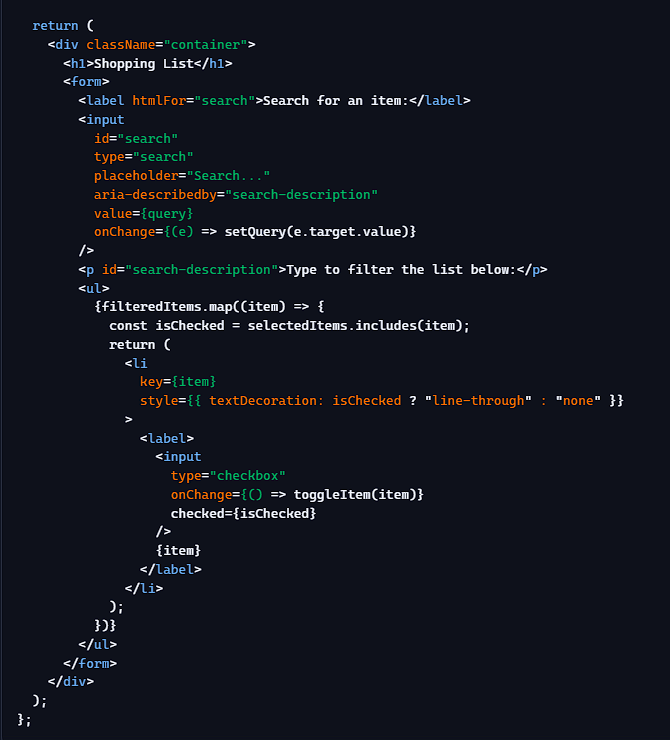 return (
<div className="container">
<h1>Shopping List</h1>
<form>
<label htmlFor="search">Search for an item:</label>
<input
id="search"
type="search"
placeholder="Search..."
aria-describedby="search-description"
value={query}
onChange={(e) => setQuery(e.target.value)}
/>
<p id="search-description">Type to filter the list below:</p>
<ul>
{filteredItems.map((item) => {
const isChecked = selectedItems.includes(item);
return (
<li
key={item}
style={{ textDecoration: isChecked ? "line-through" : "none" }}
>
<label>
<input
type="checkbox"
onChange={() => toggleItem(item)}
checked={isChecked}
/>
{item}
</label>
</li>
);
})}
</ul>
</form>
</div>
);
};